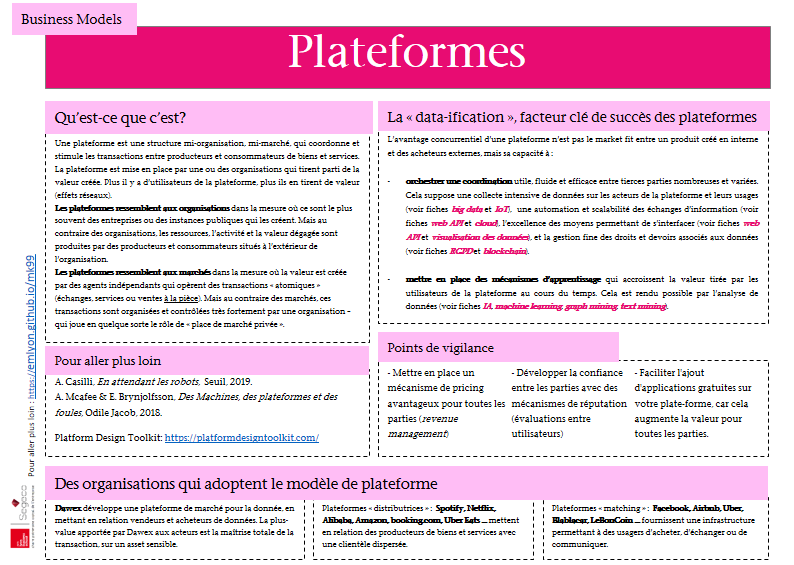 Business Models
Plateformes
Qu'est-ce que c'est?
Une plateforme est une structure mi-organisation, mi-marché, qui coordonne et
stimule les transactions entre producteurs et consommateurs de biens et services.
La plateforme est mise en place par une ou des organisations qui tirent parti de la
valeur créée. Plus il y a d'utilisateurs de la plateforme, plus ils en tirent de valeur
(effets réseaux).
Les plateformes ressemblent aux organisations dans la mesure où ce sont le plus
souvent des entreprises ou des instances publiques qui les créent. Mais au
contraire des organisations, les ressources, l'activité et la valeur dégagée sont
produites par des producteurs et consommateurs situés à l'extérieur de
l'organisation.
Les plateformes ressemblent aux marchés dans la mesure où la valeur est créée
par des agents indépendants qui opèrent des transactions « atomiques »
(échanges, services ou ventes à la pièce). Mais au contraire des marchés, ces
transactions sont organisées et contrôlées très fortement par une organisation –
qui joue en quelque sorte le rôle de « place de marché privée ».
La « data-ification », facteur clé de succès des plateformes
L'avantage concurrentiel d'une plateforme n'est pas le market fit entre un produit créé en interne
et des acheteurs externes, mais sa capacité à :
- orchestrer une coordination utile, fluide et efficace entre tierces parties nombreuses et variées.
Cela suppose une collecte intensive de données sur les acteurs de la plateforme et leurs usages
(voir fiches big data et IoT), une automation et scalabilité des échanges d'information (voir
fiches web API et cloud), l'excellence des moyens permettant de s'interfacer (voir fiches web
API et visualisation des données), et la gestion fine des droits et devoirs associés aux données
(voir fiches RGPD et blockchain).
- mettre en place des mécanismes d'apprentissage qui accroissent la valeur tirée par les
utilisateurs de la plateforme au cours du temps. Cela est rendu possible par l'analyse de
données (voir fiches IA, machine learning, graph mining, text mining).
Pour aller plus loin
A. Casilli, En attendant les robots, Seuil, 2019.
A. Mcafee & E. Brynjolfsson, Des Machines, des plateformes et des
foules, Odile Jacob, 2018.
Platform Design Toolkit: https://platformdesigntoolkit.com/
Points de vigilance
- Mettre en place un
mécanisme de pricing
avantageux pour toutes les
parties (revenue
management)
- Développer la confiance
entre les parties avec des
mécanismes de réputation
(évaluations entre
utilisateurs)
- Faciliter l'ajout
d'applications gratuites sur
votre plate-forme, car cela
augmente la valeur pour
toutes les parties.
Des organisations qui adoptent le modèle de plateforme
Dawex développe une plateforme de marché pour la donnée, en
mettant en relation vendeurs et acheteurs de données. La plus-
value apportée par Dawex aux acteurs est la maîtrise totale de la
transaction, sur un asset sensible.
Plateformes « distributrices » : Spotify, Netflix,
Alibaba, Amazon, booking.com, Uber Eats ... mettent
en relation des producteurs de biens et services avec
une clientèle dispersée.
Plateformes « matching » : Facebook, Airbnb, Uber,
Blablacar, LeBonCoin ... fournissent une infrastructure
permettant à des usagers d'acheter, d'échanger ou de
communiquer.
Pour aller plus loin : https://emlyon.github.io/mk99
Segeco